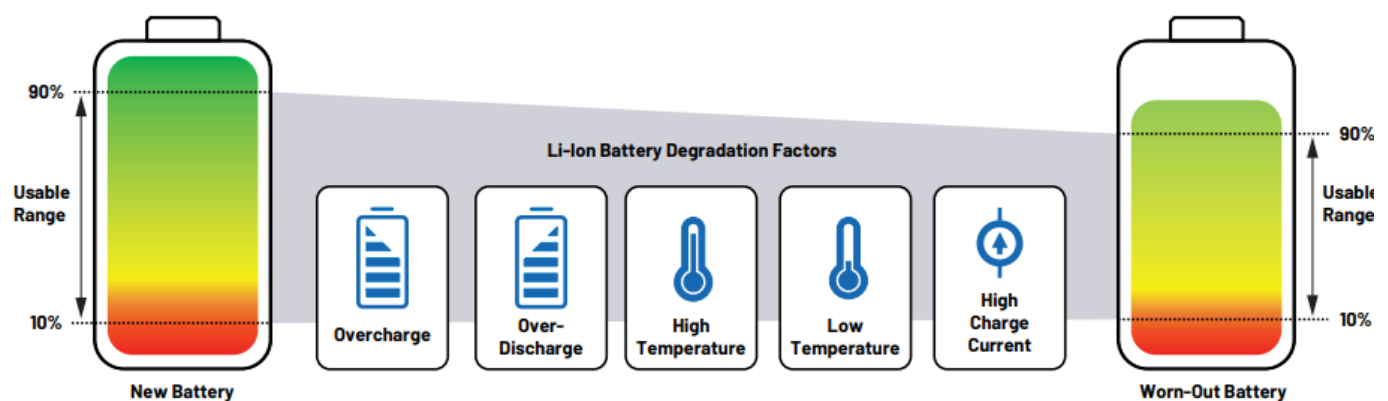 90%
Usable
Range
10%
New Battery
Li-Ion Battery Degradation Factors
Overcharge
Over-
Discharge
High
Temperature
Low
Temperature
High
Charge
Current
90%
Usable
Range
10%
Worn-Out Battery